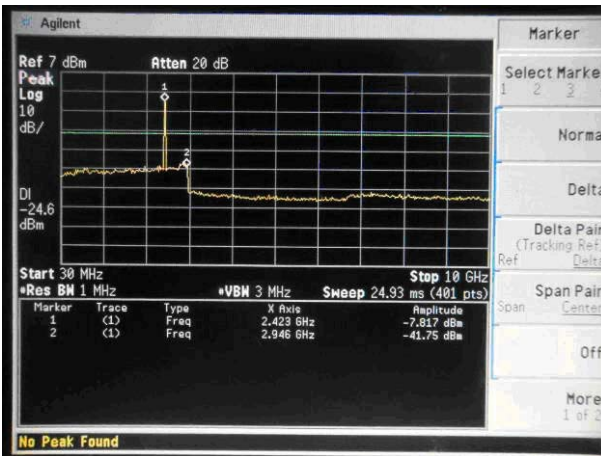 Agilent
Ref 7 dBm Atten 20 dB
Peak
Log
10
dB/
1
2
DI
-24.6
dBm
Start 30 MHz Stop 10 GHz
*Res BW 1 MHz *VBW 3 MHz Sweep 24.93 ms (401 pts)
Marker Trace Type X Axis Amplitude
1 (1) Freq 2.423 GHz -7.817 dBm
2 (1) Freq 2.946 GHz -41.75 dBm
No Peak Found
Marker
Select Marke
1 2 3
Norma
Delta
Delta Pair
(Tracking Ref
Ref Delta
Span Pair
Span Center
Off
More
1 of 2